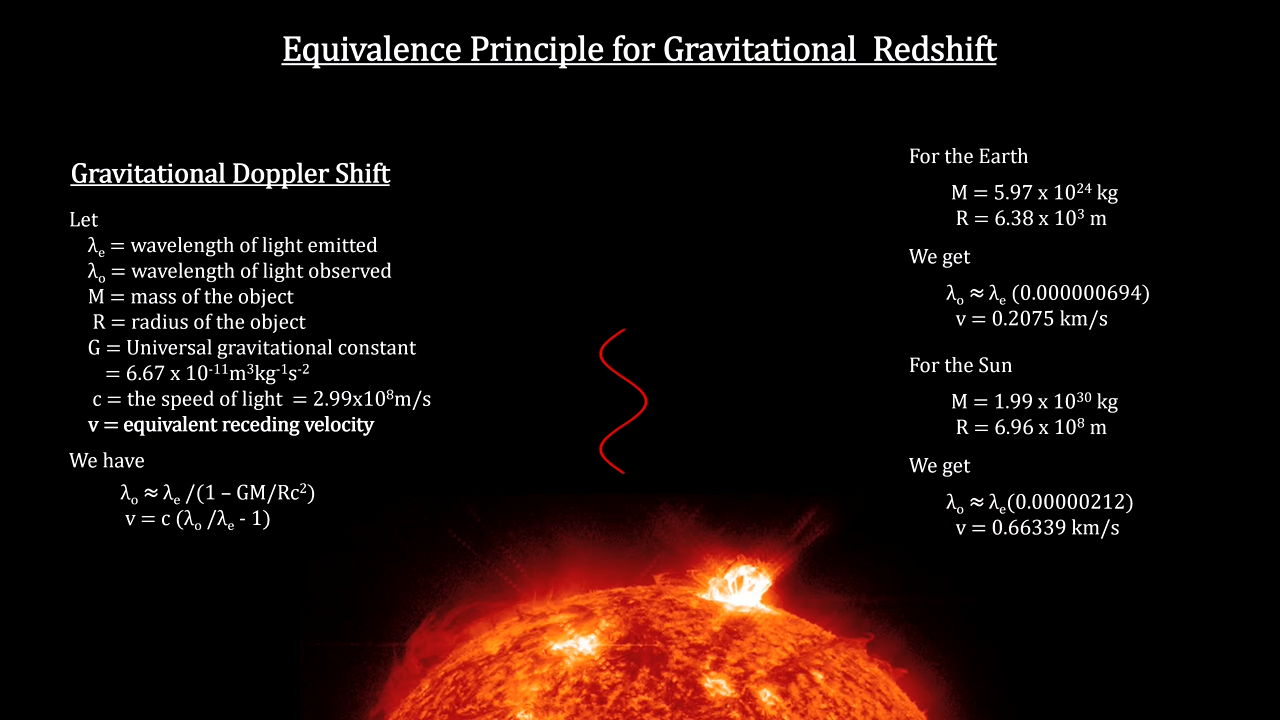 Equivalence Principle for Gravitational Redshift
Gravitational Doppler Shift
Let
λₑ = wavelength of light emitted
λₒ = wavelength of light observed
M = mass of the object
R = radius of the object
G = Universal gravitational constant
= 6.67 x 10⁻¹¹m³kg⁻¹s⁻²
c = the speed of light = 2.99x10⁸m/s
v = equivalent receding velocity
We have
λₒ ≈ λₑ /(1 – GM/Rc²)
v = c (λₒ /λₑ - 1)
For the Earth
M = 5.97 x 10²⁴ kg
R = 6.38 x 10³ m
We get
λₒ ≈ λₑ (0.000000694)
v = 0.2075 km/s
For the Sun
M = 1.99 x 10³⁰ kg
R = 6.96 x 10⁸ m
We get
λₒ ≈ λₑ(0.00000212)
v = 0.66339 km/s